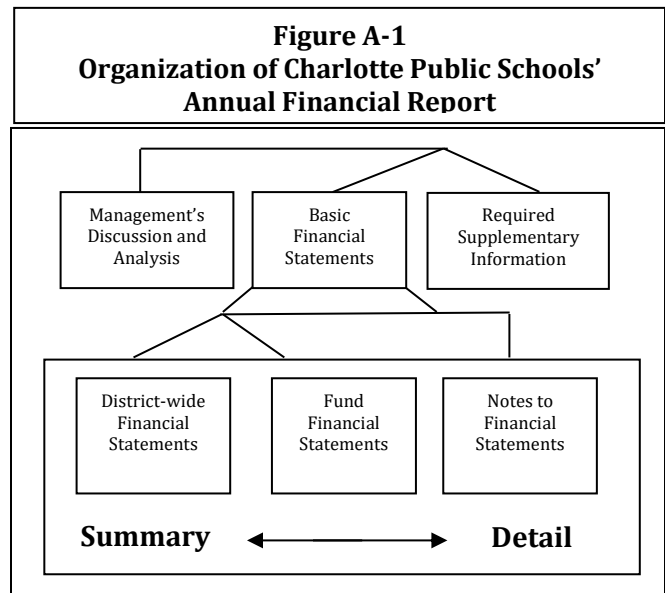 Figure A-1
Organization of Charlotte Public Schools’
Annual Financial Report
Management’s
Discussion and
Analysis
Basic
Financial
Statements
Required
Supplementary
Information
District-wide
Financial
Statements
Fund
Financial
Statements
Notes to
Financial
Statements
Summary
Detail